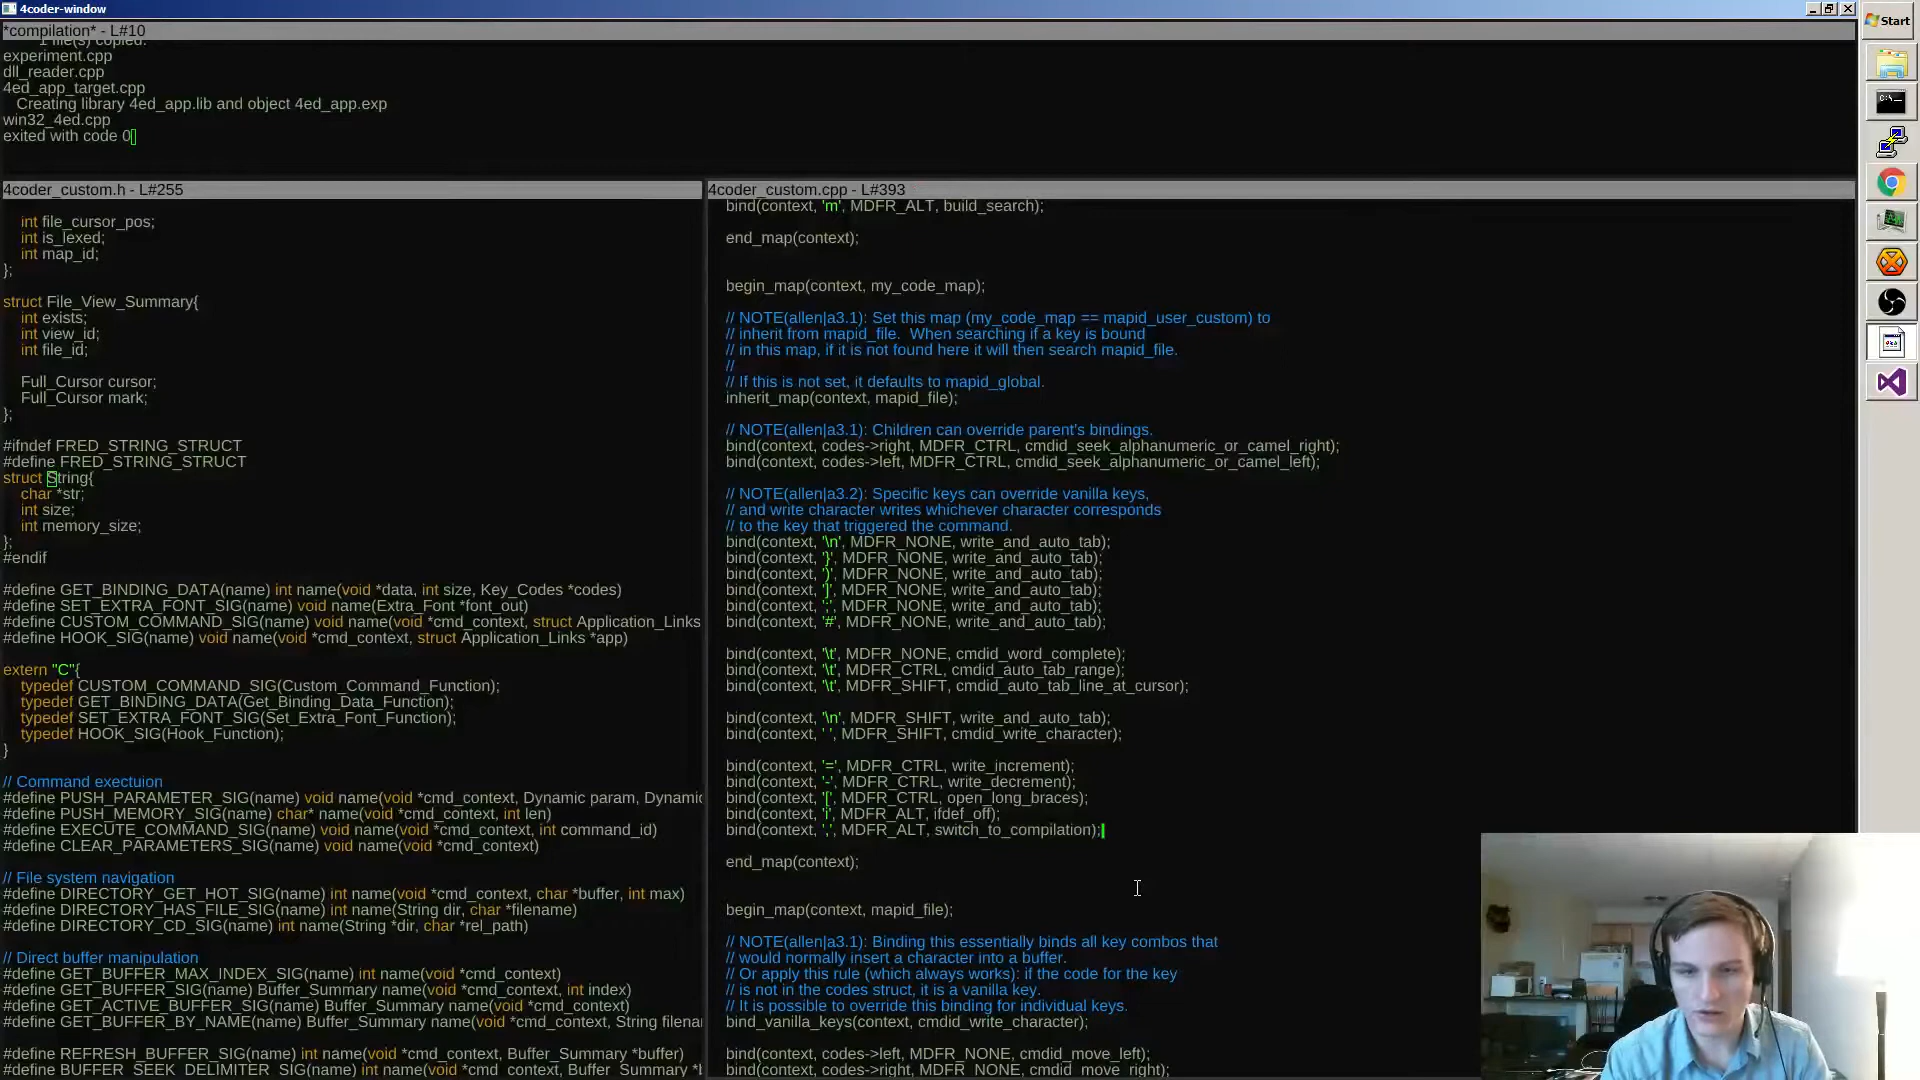 4coder-window
*compilation* - L#10
1 file(s) copied.
experiment.cpp
dll_reader.cpp
4ed_app_target.cpp
Creating library 4ed_app.lib and object 4ed_app.exp
win32_4ed.cpp
exited with code 0
4coder_custom.h - L#255
int file_cursor_pos;
int is_lexed;
int map_id;
};
struct File_View_Summary{
int exists;
int view_id;
int file_id;
Full_Cursor cursor;
Full_Cursor mark;
};
#ifndef FRED_STRING_STRUCT
#define FRED_STRING_STRUCT
struct String{
char *str;
int size;
int memory_size;
};
#endif
#define GET_BINDING_DATA(name) int name(void *data, int size, Key_Codes *codes)
#define SET_EXTRA_FONT_SIG(name) void name(Extra_Font *font_out)
#define CUSTOM_COMMAND_SIG(name) void name(void *cmd_context, struct Application_Links
#define HOOK_SIG(name) void name(void *cmd_context, struct Application_Links *app)
extern "C"{
typedef CUSTOM_COMMAND_SIG(Custom_Command_Function);
typedef GET_BINDING_DATA(Get_Binding_Data_Function);
typedef SET_EXTRA_FONT_SIG(Set_Extra_Font_Function);
typedef HOOK_SIG(Hook_Function);
}
// Command exectuion
#define PUSH_PARAMETER_SIG(name) void name(void *cmd_context, Dynamic param, Dynamic
#define PUSH_MEMORY_SIG(name) char* name(void *cmd_context, int len)
#define EXECUTE_COMMAND_SIG(name) void name(void *cmd_context, int command_id)
#define CLEAR_PARAMETERS_SIG(name) void name(void *cmd_context)
// File system navigation
#define DIRECTORY_GET_HOT_SIG(name) int name(void *cmd_context, char *buffer, int max)
#define DIRECTORY_HAS_FILE_SIG(name) int name(String dir, char *filename)
#define DIRECTORY_CD_SIG(name) int name(String *dir, char *rel_path)
// Direct buffer manipulation
#define GET_BUFFER_MAX_INDEX_SIG(name) int name(void *cmd_context)
#define GET_BUFFER_SIG(name) Buffer_Summary name(void *cmd_context, int index)
#define GET_ACTIVE_BUFFER_SIG(name) Buffer_Summary name(void *cmd_context)
#define GET_BUFFER_BY_NAME(name) Buffer_Summary name(void *cmd_context, String filena
#define REFRESH_BUFFER_SIG(name) int name(void *cmd_context, Buffer_Summary *buffer)
#define BUFFER_SEEK_DELIMITER_SIG(name) int name(void *cmd_context, Buffer_Summary *b
4coder_custom.cpp - L#393
bind(context, 'm', MDFR_ALT, build_search);
end_map(context);
begin_map(context, my_code_map);
// NOTE(allen|a3.1): Set this map (my_code_map == mapid_user_custom) to
// inherit from mapid_file.  When searching if a key is bound
// in this map, if it is not found here it will then search mapid_file.
//
// If this is not set, it defaults to mapid_global.
inherit_map(context, mapid_file);
// NOTE(allen|a3.1): Children can override parent's bindings.
bind(context, codes->right, MDFR_CTRL, cmdid_seek_alphanumeric_or_camel_right);
bind(context, codes->left, MDFR_CTRL, cmdid_seek_alphanumeric_or_camel_left);
// NOTE(allen|a3.2): Specific keys can override vanilla keys,
// and write character writes whichever character corresponds
// to the key that triggered the command.
bind(context, '\n', MDFR_NONE, write_and_auto_tab);
bind(context, '}', MDFR_NONE, write_and_auto_tab);
bind(context, ')', MDFR_NONE, write_and_auto_tab);
bind(context, ']', MDFR_NONE, write_and_auto_tab);
bind(context, ';', MDFR_NONE, write_and_auto_tab);
bind(context, '#', MDFR_NONE, write_and_auto_tab);
bind(context, '\t', MDFR_NONE, cmdid_word_complete);
bind(context, '\t', MDFR_CTRL, cmdid_auto_tab_range);
bind(context, '\t', MDFR_SHIFT, cmdid_auto_tab_line_at_cursor);
bind(context, '\n', MDFR_SHIFT, write_and_auto_tab);
bind(context, ' ', MDFR_SHIFT, cmdid_write_character);
bind(context, '=', MDFR_CTRL, write_increment);
bind(context, '-', MDFR_CTRL, write_decrement);
bind(context, '[', MDFR_CTRL, open_long_braces);
bind(context, 'i', MDFR_ALT, ifdef_off);
bind(context, ',', MDFR_ALT, switch_to_compilation);
end_map(context);
begin_map(context, mapid_file);
// NOTE(allen|a3.1): Binding this essentially binds all key combos that
// would normally insert a character into a buffer.
// Or apply this rule (which always works): if the code for the key
// is not in the codes struct, it is a vanilla key.
// It is possible to override this binding for individual keys.
bind_vanilla_keys(context, cmdid_write_character);
bind(context, codes->left, MDFR_NONE, cmdid_move_left);
bind(context, codes->right, MDFR_NONE, cmdid_move_right);
Start